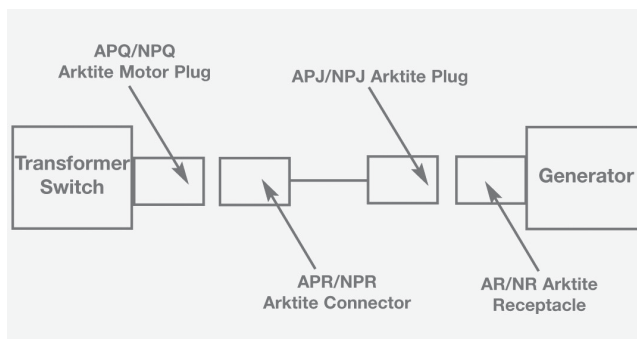 APQ/NPQ
Arktite Motor Plug
APJ/NPJ Arktite Plug
Transformer
Switch
Generator
APR/NPR
Arktite Connector
AR/NR Arktite
Receptacle